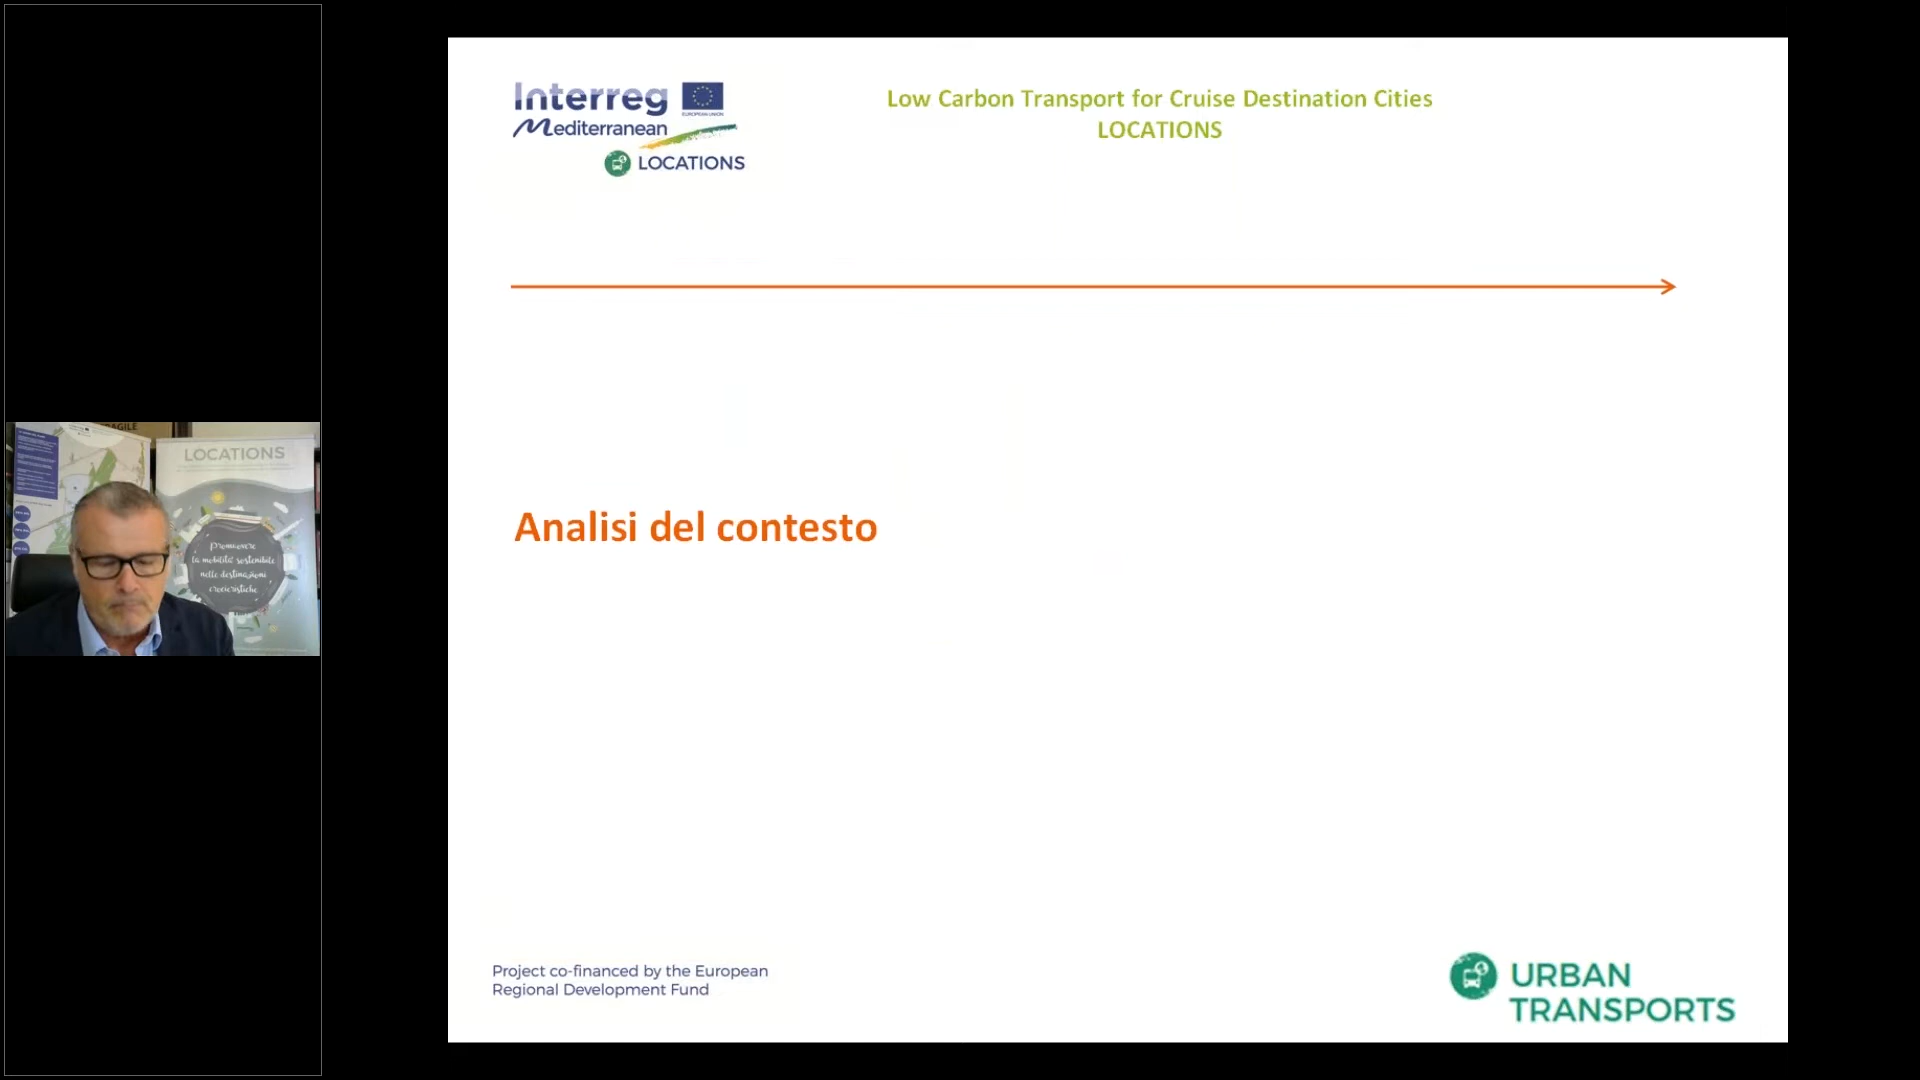 Interreg
EUROPEAN UNION
Mediterranean
LOCATIONS
Low Carbon Transport for Cruise Destination Cities
LOCATIONS
LOCATIONS
promuovere
la mobilità sostenibile
nelle destinazioni
crocieristiche
Analisi del contesto
Project co-financed by the European
Regional Development Fund
URBAN
TRANSPORTS